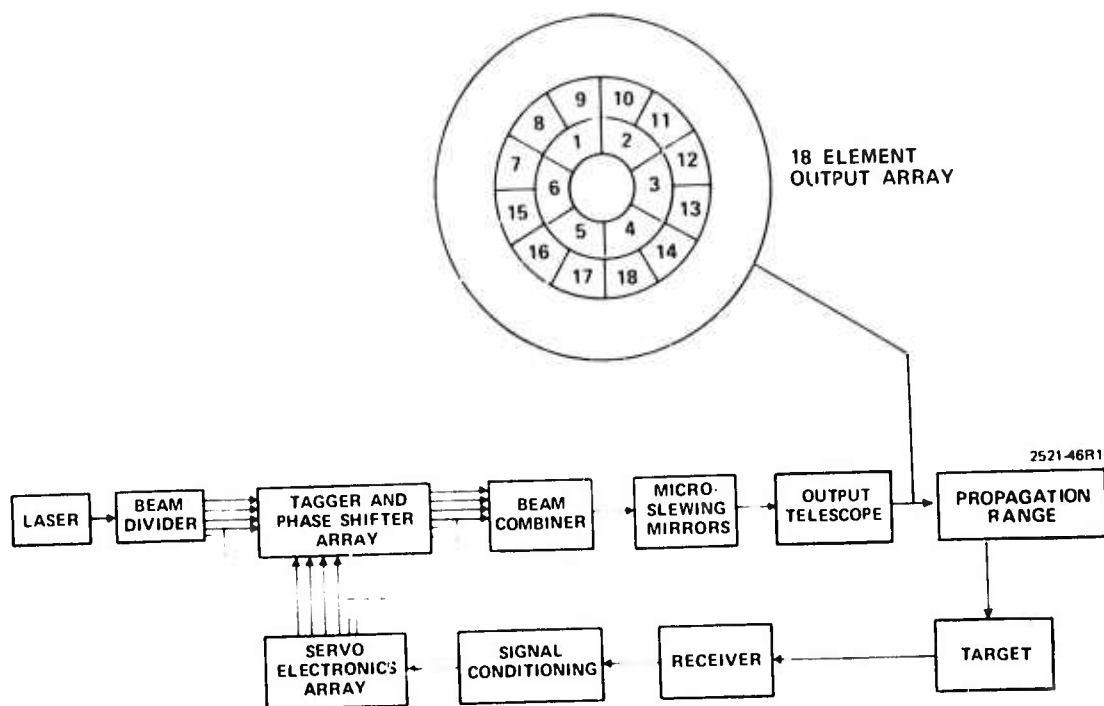 9 10
8 11
1 2
7 12
6 3
15 13
5 4
16 14
17 18
18 ELEMENT
OUTPUT ARRAY
2521-46R1
LASER
BEAM
DIVIDER
TAGGER AND
PHASE SHIFTER
ARRAY
BEAM
COMBINER
MICRO-
SLEWING
MIRRORS
OUTPUT
TELESCOPE
PROPAGATION
RANGE
SERVO
ELECTRONICS
ARRAY
SIGNAL
CONDITIONING
RECEIVER
TARGET